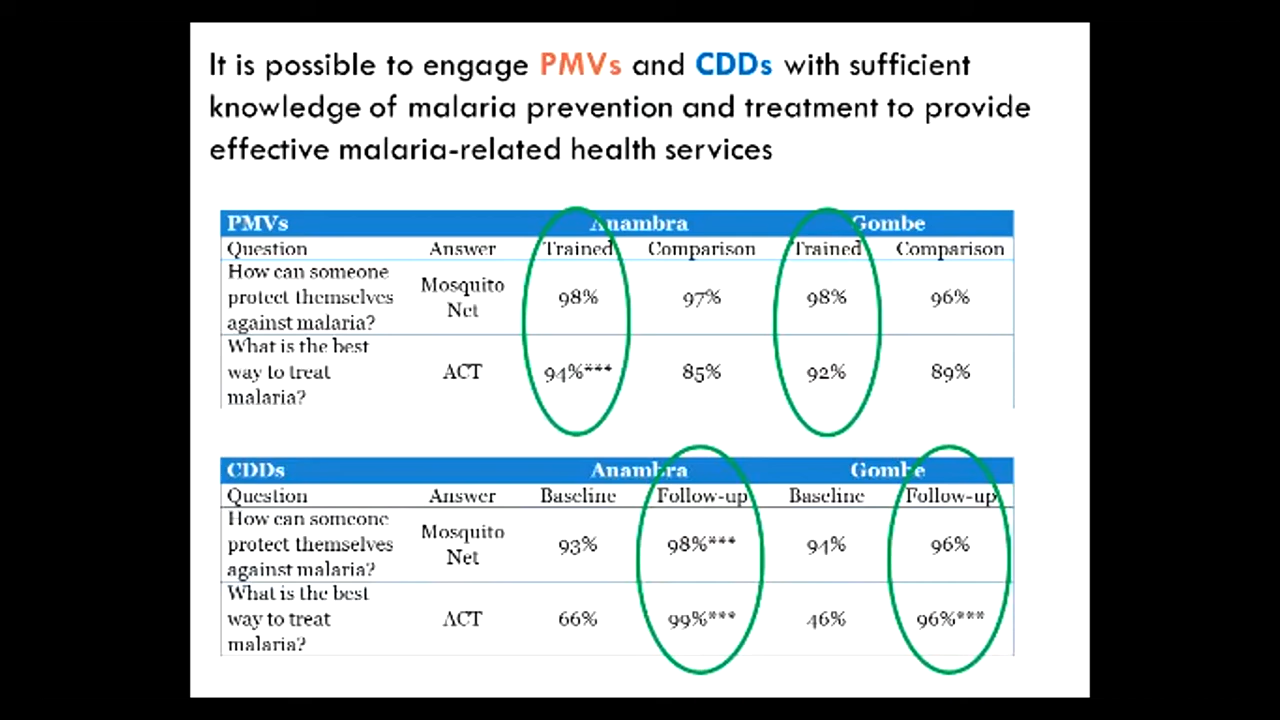 It is possible to engage PMVs and CDDs with sufficient
knowledge of malaria prevention and treatment to provide
effective malaria-related health services
PMVs Anambra Gombe
Question Answer Trained Comparison Trained Comparison
How can someone
protect themselves
against malaria?
Mosquito
Net
98% 97% 98% 96%
What is the best
way to treat
malaria?
ACT 94%*** 85% 92% 89%
CDDs Anambra Gombe
Question Answer Baseline Follow-up Baseline Follow-up
How can someone
protect themselves
against malaria?
Mosquito
Net
93% 98%*** 94% 96%
What is the best
way to treat
malaria?
ACT 66% 99%*** 46% 96%***